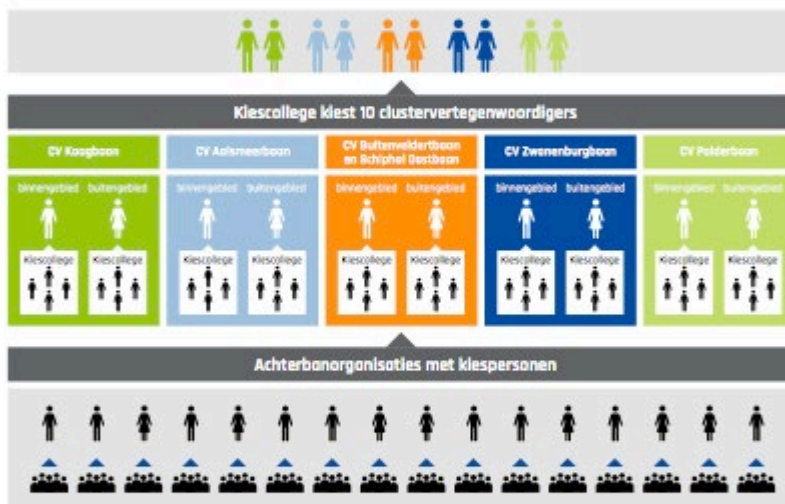 Kiescollege kiest 10 clustervertegenwoordigers
CV Kaagbaan
CV Aalsmeerbaan
CV Buitenveldertbaan
en Schiphol Oostbaan
CV Zwanenburgbaan
CV Polderbaan
binnengebied buitengebied
binnengebied buitengebied
binnengebied buitengebied
binnengebied buitengebied
binnengebied buitengebied
Kiescollege Kiescollege
Kiescollege Kiescollege
Kiescollege Kiescollege
Kiescollege Kiescollege
Kiescollege Kiescollege
Achterbanorganisaties met kiespersonen